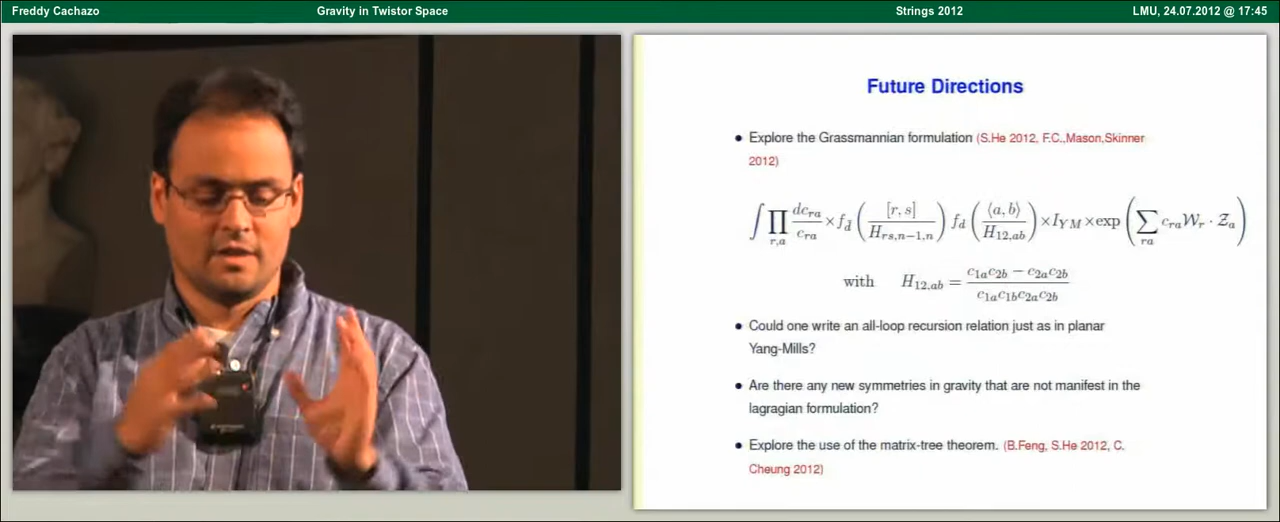 Freddy Cachazo Gravity in Twistor Space Strings 2012 LMU, 24.07.2012 @ 17:45
Future Directions
• Explore the Grassmannian formulation (S.He 2012, F.C.,Mason,Skinner
2012)
∫ ∏_{r,a} dc_{ra}/c_{ra} × f_{d̃} ( [r, s] / H_{rs,n−1,n} ) f_d ( ⟨a, b⟩ / H_{12,ab} ) × I_{YM} × exp ( ∑_{ra} c_{ra} 𝒲_r · 𝒵_a )
with H_{12,ab} = (c_{1a}c_{2b} − c_{2a}c_{2b}) / (c_{1a}c_{1b}c_{2a}c_{2b})
• Could one write an all-loop recursion relation just as in planar
Yang-Mills?
• Are there any new symmetries in gravity that are not manifest in the
lagragian formulation?
• Explore the use of the matrix-tree theorem. (B.Feng, S.He 2012, C.
Cheung 2012)